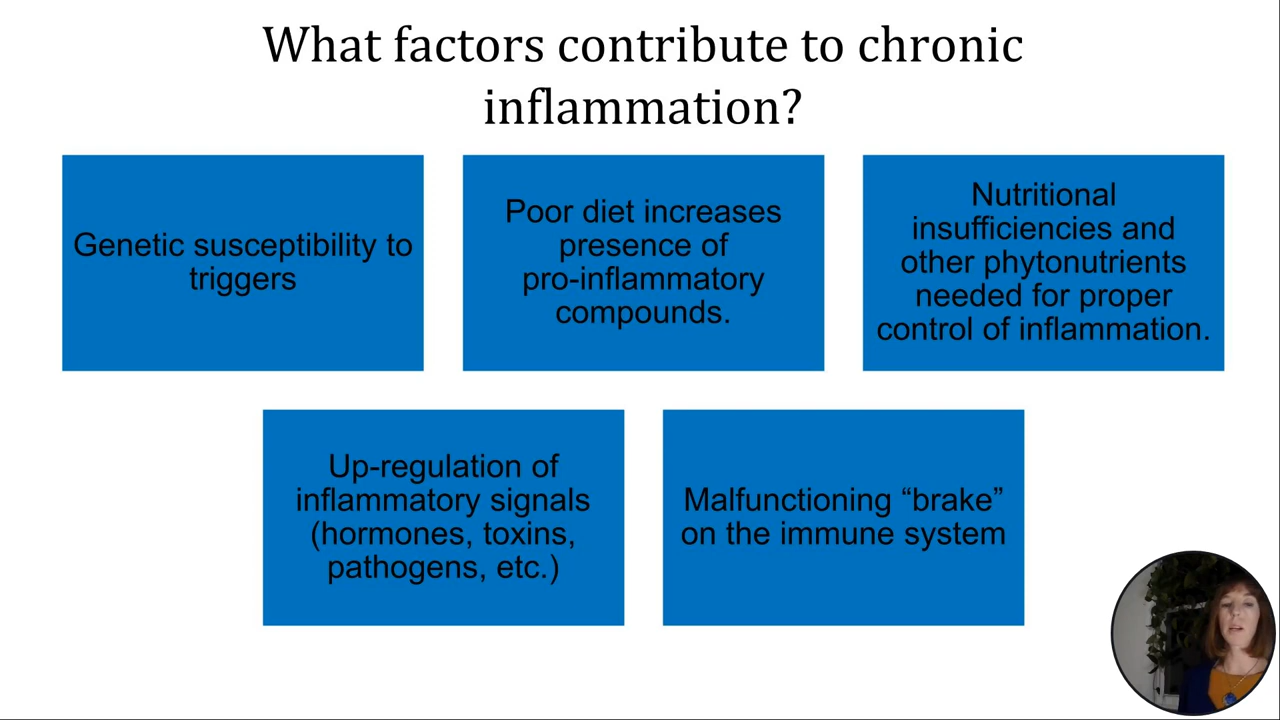 What factors contribute to chronic
inflammation?
Genetic susceptibility to
triggers
Poor diet increases
presence of
pro-inflammatory
compounds.
Nutritional
insufficiencies and
other phytonutrients
needed for proper
control of inflammation.
Up-regulation of
inflammatory signals
(hormones, toxins,
pathogens, etc.)
Malfunctioning “brake”
on the immune system